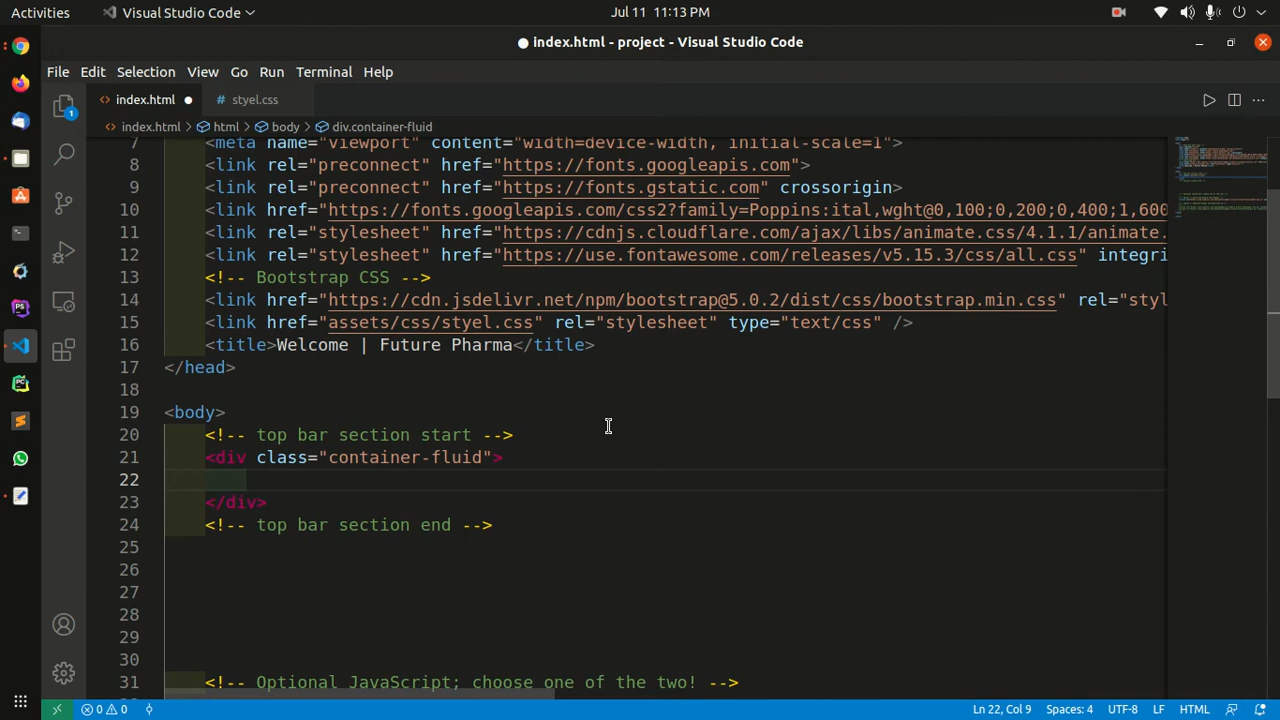 Activities
Visual Studio Code
Jul 11 11:13 PM
● index.html - project - Visual Studio Code
File Edit Selection View Go Run Terminal Help
<> index.html ●
# styel.css
<> index.html > html > body > div.container-fluid
1
7 <meta name="viewport" content="width=device-width, initial-scale=1">
8 <link rel="preconnect" href="https://fonts.googleapis.com">
9 <link rel="preconnect" href="https://fonts.gstatic.com" crossorigin>
10 <link href="https://fonts.googleapis.com/css2?family=Poppins:ital,wght@0,100;0,200;0,400;1,600
11 <link rel="stylesheet" href="https://cdnjs.cloudflare.com/ajax/libs/animate.css/4.1.1/animate.
12 <link rel="stylesheet" href="https://use.fontawesome.com/releases/v5.15.3/css/all.css" integri
13 <!-- Bootstrap CSS -->
14 <link href="https://cdn.jsdelivr.net/npm/bootstrap@5.0.2/dist/css/bootstrap.min.css" rel="styl
15 <link href="assets/css/styel.css" rel="stylesheet" type="text/css" />
16 <title>Welcome | Future Pharma</title>
17 </head>
18
19 <body>
20 <!-- top bar section start -->
21 <div class="container-fluid">
22
23 </div>
24 <!-- top bar section end -->
25
26
27
28
29
30
31 <!-- Optional JavaScript; choose one of the two! -->
0 0
Ln 22, Col 9
Spaces: 4
UTF-8
LF
HTML